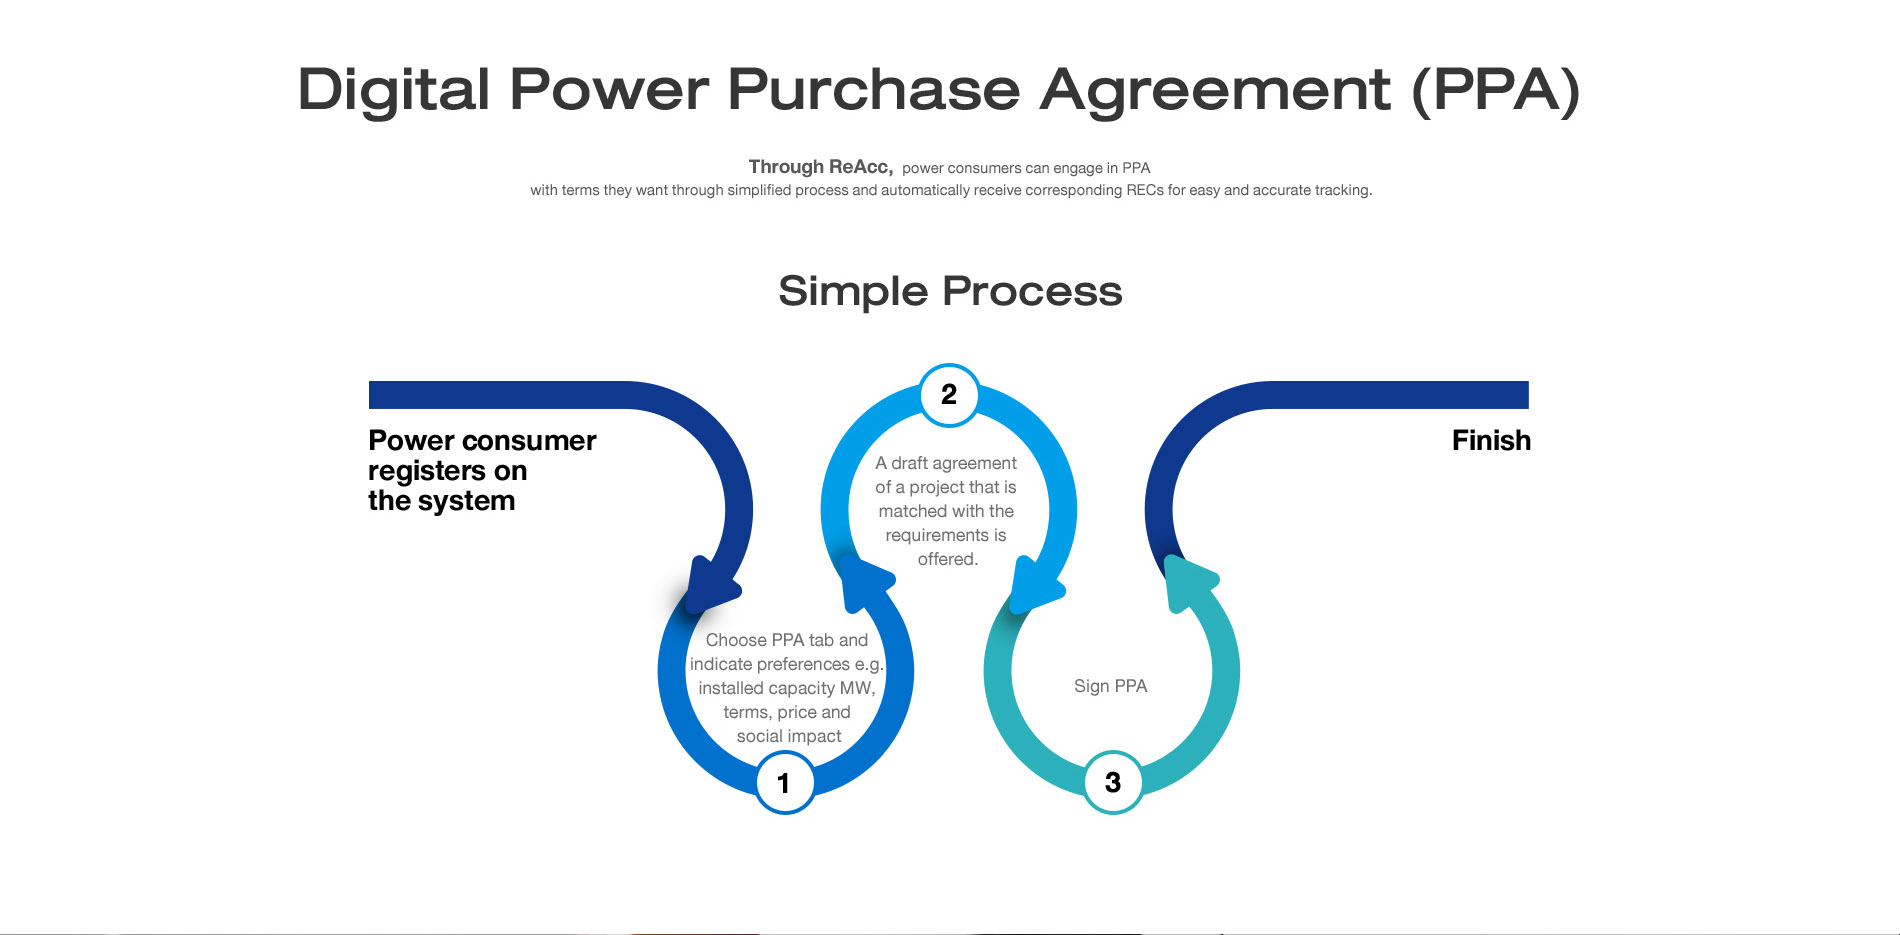 Digital Power Purchase Agreement (PPA)
Through ReAcc, power consumers can engage in PPA
with terms they want through simplified process and automatically receive corresponding RECs for easy and accurate tracking.
Simple Process
Power consumer
registers on
the system
1
Choose PPA tab and
indicate preferences e.g.
installed capacity MW,
terms, price and
social impact
2
A draft agreement
of a project that is
matched with the
requirements is
offered.
3
Sign PPA
Finish